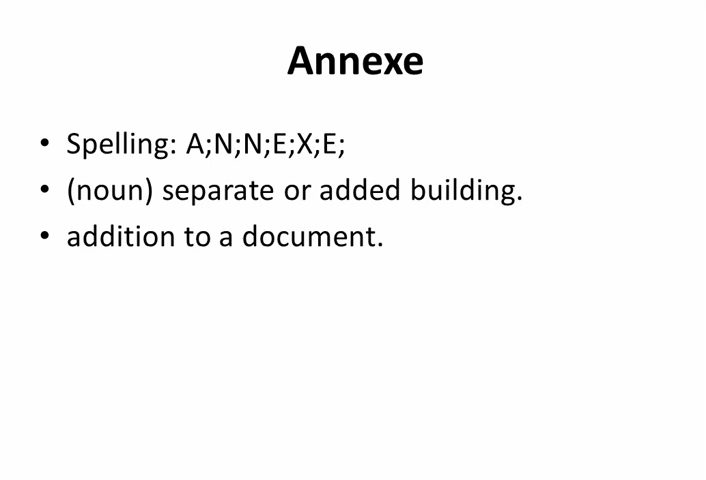 Annexe
• Spelling: A;N;N;E;X;E;
• (noun) separate or added building.
• addition to a document.